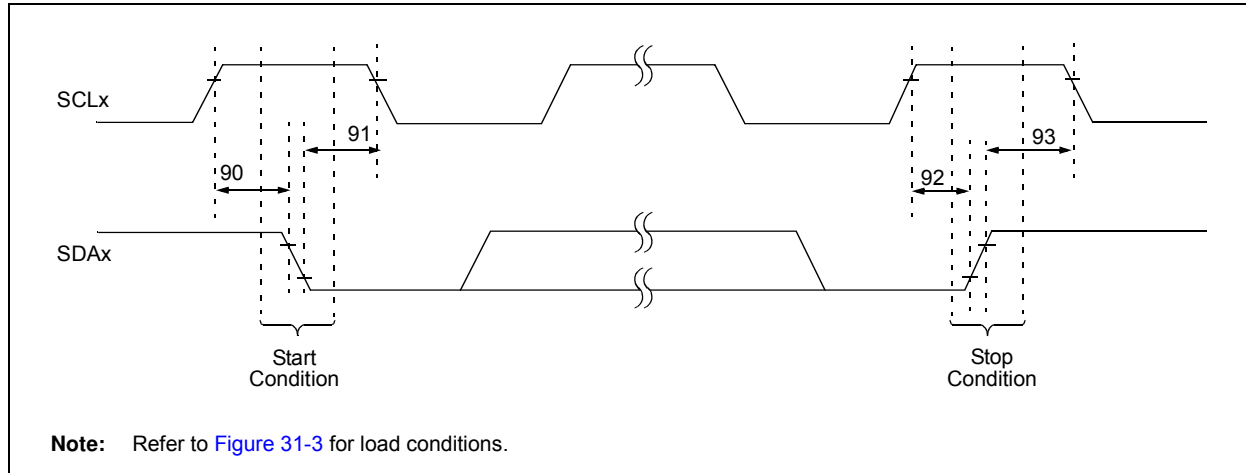 SCLx
91
93
90
92
SDAx
Start
Condition
Stop
Condition
Note: Refer to Figure 31-3 for load conditions.